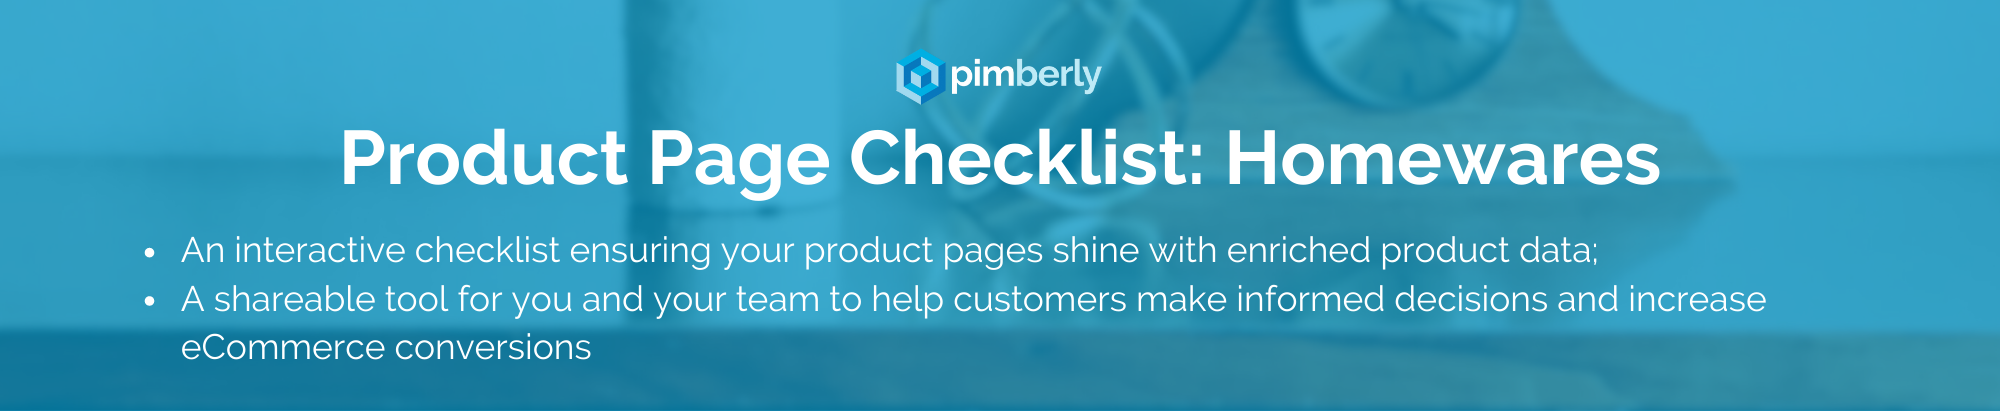 pimberly
Product Page Checklist: Homewares
• An interactive checklist ensuring your product pages shine with enriched product data;
• A shareable tool for you and your team to help customers make informed decisions and increase
eCommerce conversions